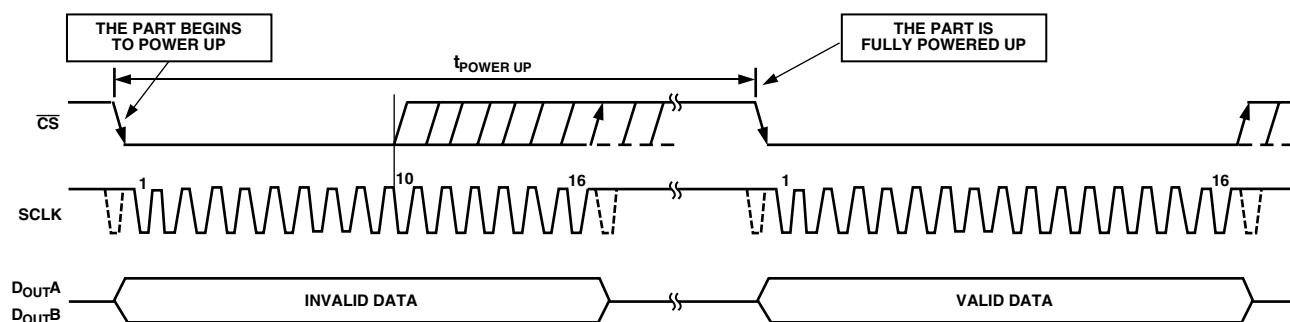 THE PART BEGINS
TO POWER UP
THE PART IS
FULLY POWERED UP
tPOWER UP
CS
1
10
16
1
16
SCLK
DOUTA
INVALID DATA
VALID DATA
DOUTB